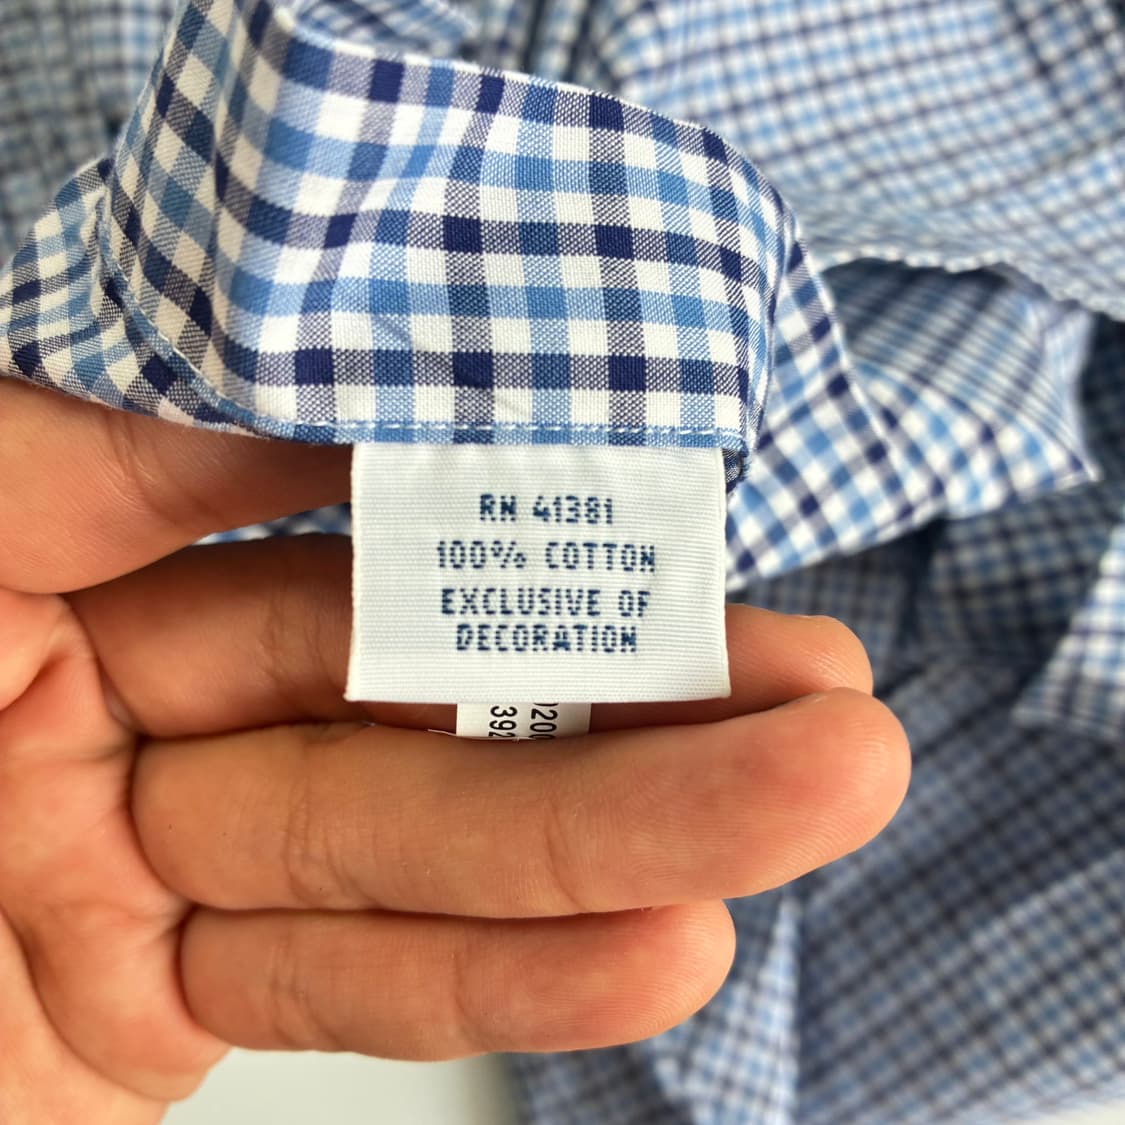 RN 41381
100% COTTON
EXCLUSIVE OF
DECORATION